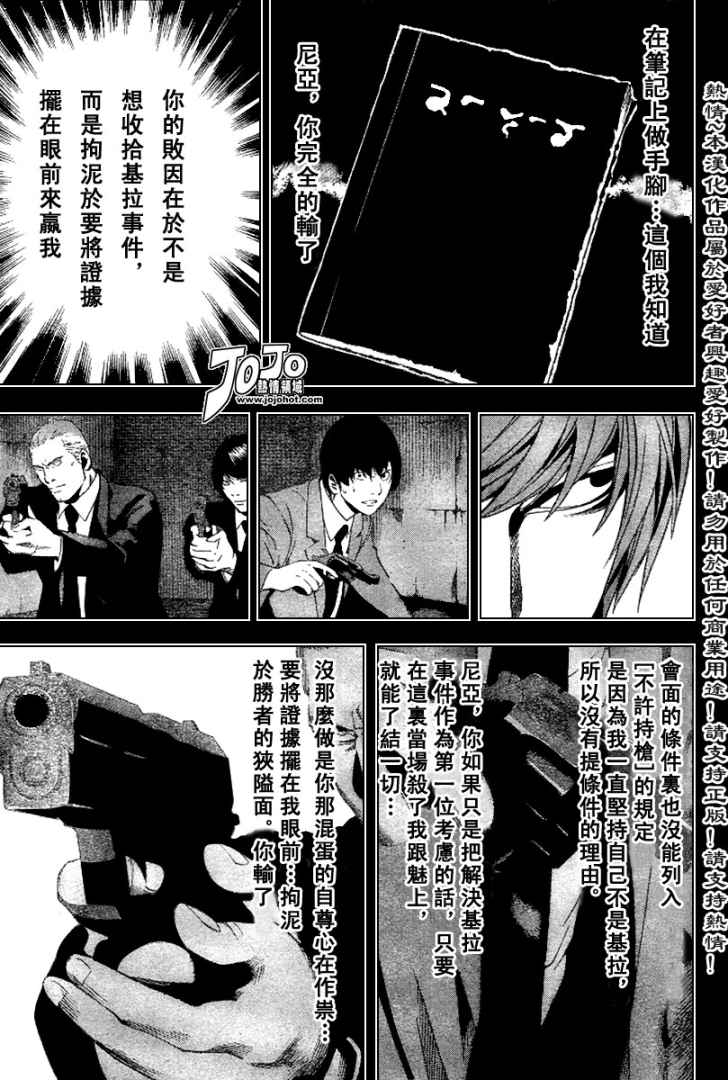 在筆記上做手腳…這個我知道
尼亞，你完全的輸了
你的敗因在於不是
想收拾基拉事件，
而是拘泥於要將證據
擺在眼前來贏我
JOJO
熱情領域
www.jojohot.com
會面的條件裏也沒能列入
［不許持槍］的規定
是因為我一直堅持自己不是基拉，
所以沒有提條件的理由。
尼亞，你如果只是把解決基拉
事件作為第一位考慮的話，只要
在這裏當場殺了我跟魅上，
就能了結一切…
沒那麼做是你那混蛋的自尊心在作祟…
要將證據擺在我眼前…拘泥
於勝者的狹隘面。你輸了
熱情^本漢化作品屬於愛好者興趣愛好製作！請勿用於任何商業用途！請支持正版！請支持熱情！